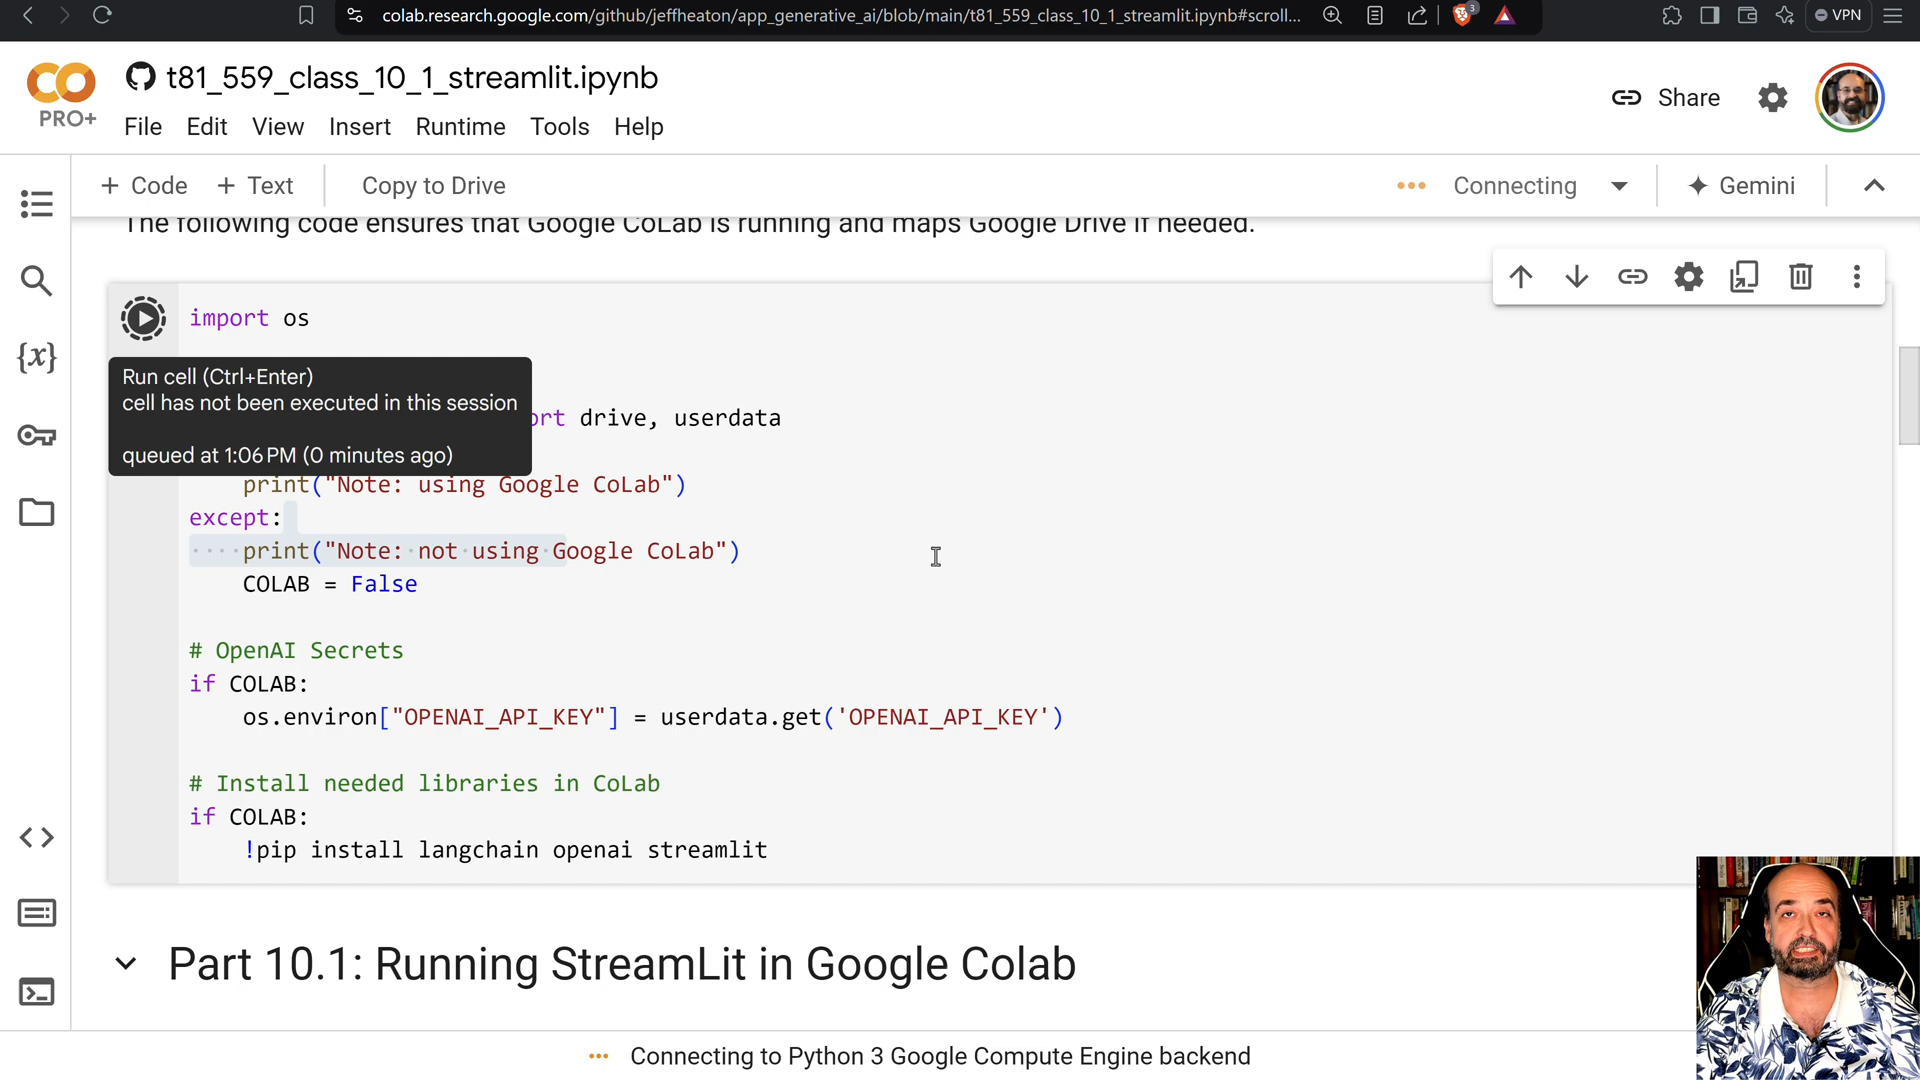 colab.research.google.com/github/jeffheaton/app_generative_ai/blob/main/t81_559_class_10_1_streamlit.ipynb#scroll...
3
VPN
PRO+
t81_559_class_10_1_streamlit.ipynb
Share
File Edit View Insert Runtime Tools Help
+ Code + Text Copy to Drive
Connecting
Gemini
The following code ensures that Google CoLab is running and maps Google Drive if needed.
import os
Run cell (Ctrl+Enter)
cell has not been executed in this session
queued at 1:06 PM (0 minutes ago)
ort drive, userdata
print("Note: using Google CoLab")
except:
print("Note: not using Google CoLab")
COLAB = False
# OpenAI Secrets
if COLAB:
os.environ["OPENAI_API_KEY"] = userdata.get('OPENAI_API_KEY')
# Install needed libraries in CoLab
if COLAB:
!pip install langchain openai streamlit
Part 10.1: Running StreamLit in Google Colab
Connecting to Python 3 Google Compute Engine backend